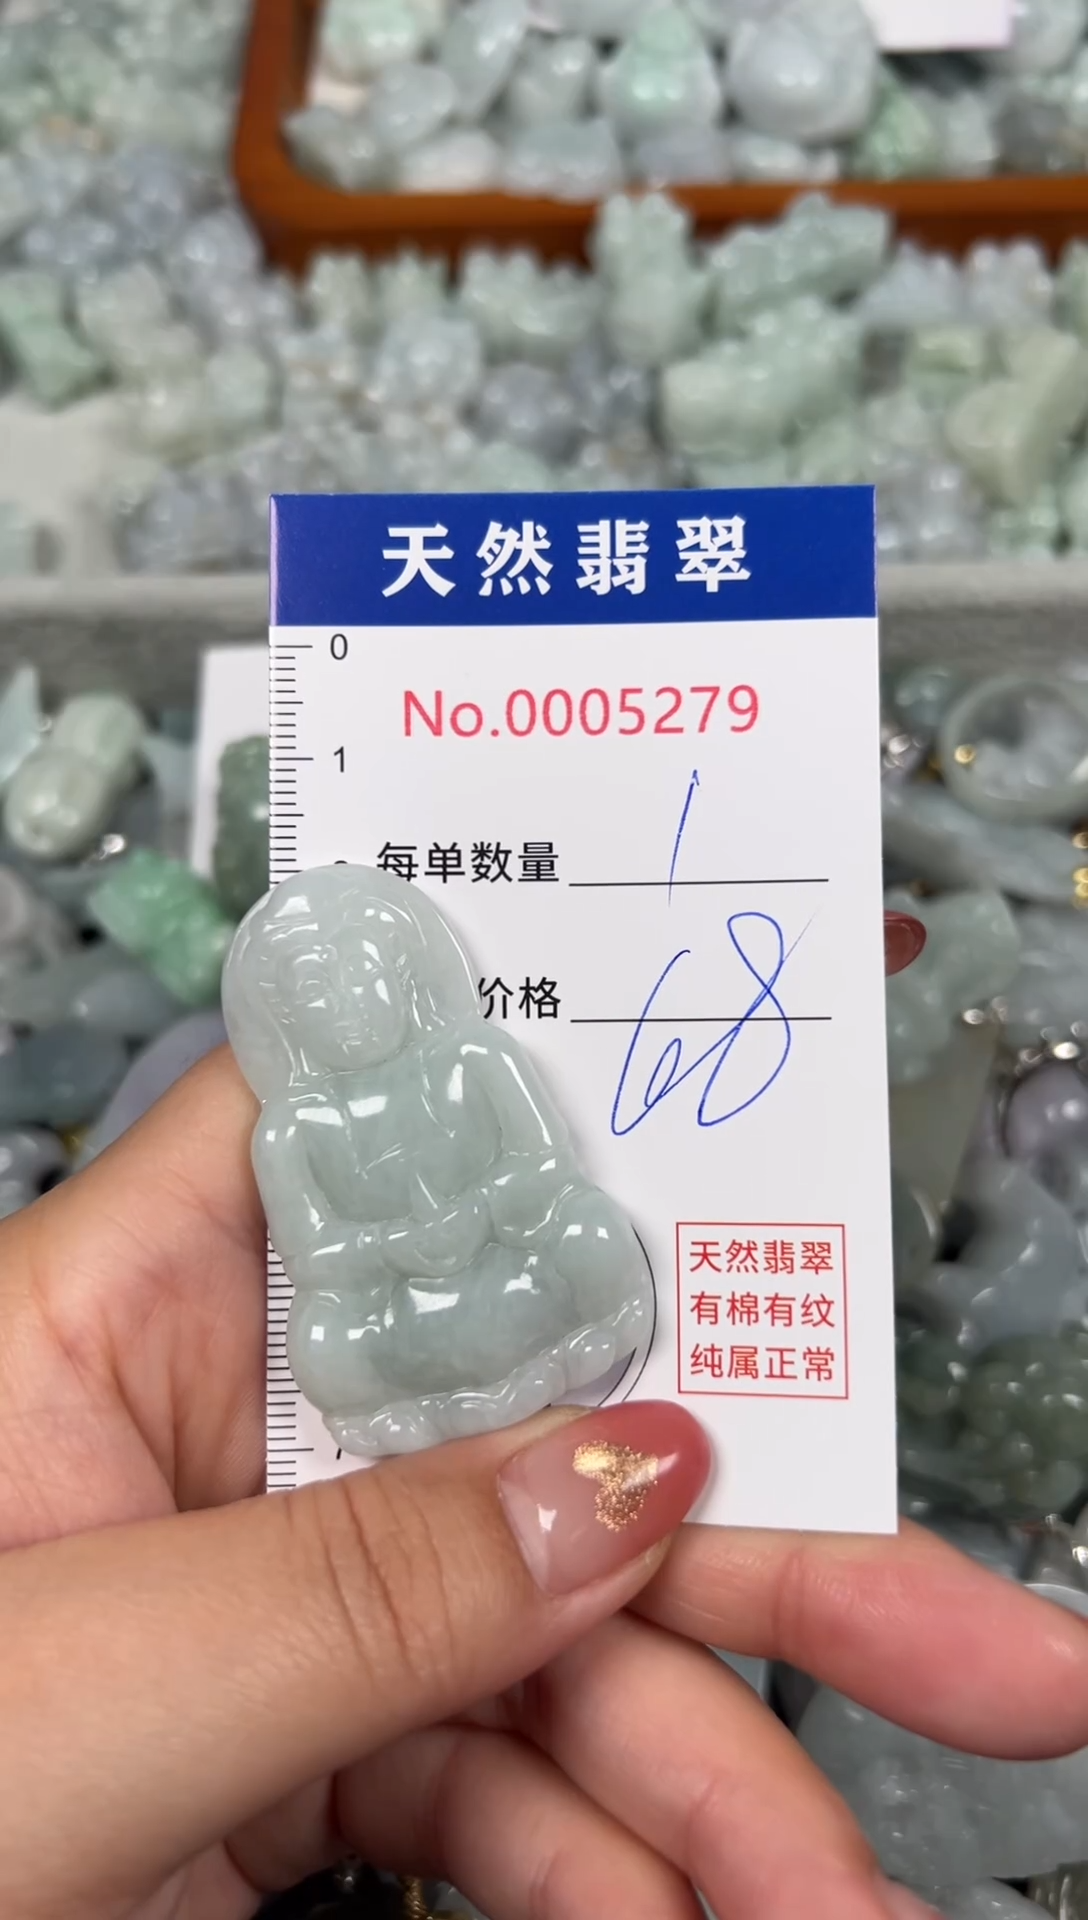 天然翡翠
0
No.0005279
1
每单数量 1
价格 68
天然翡翠
有棉有纹
纯属正常